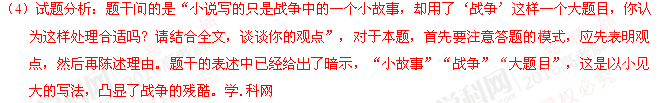 （4）试题分析：题干问的是“小说写的只是战争中的一个小故事，却用了‘战争’这样一个大题目，你认
为这样处理合适吗？请结合全文，谈谈你的观点”，对于本题，首先要注意答题的模式，应先表明观
点，然后再陈述理由。题干的表述中已经给出了暗示，“小故事”“战争”“大题目”，这是以小见
大的写法，凸显了战争的残酷。学.科网